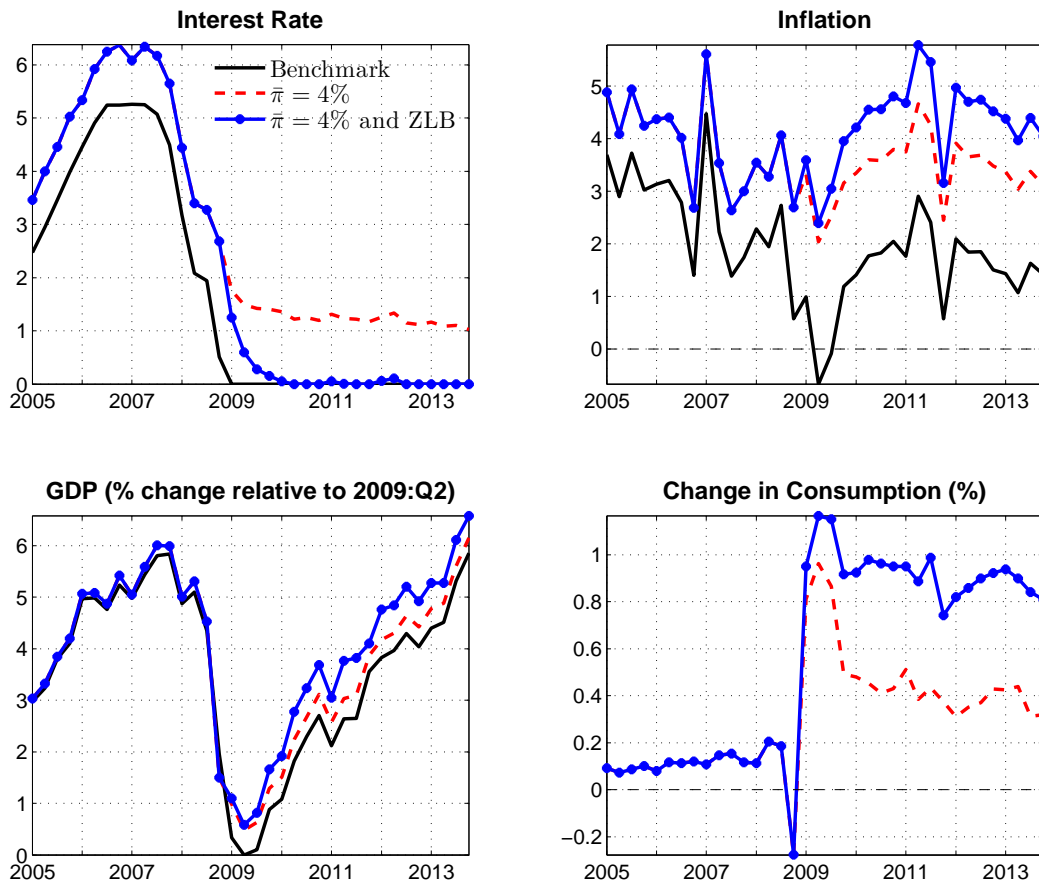 Interest Rate
6
5
4
3
2
1
0
2005 2007 2009 2011 2013
Benchmark
π̄ = 4%
π̄ = 4% and ZLB
Inflation
5
4
3
2
1
0
2005 2007 2009 2011 2013
GDP (% change relative to 2009:Q2)
6
5
4
3
2
1
0
2005 2007 2009 2011 2013
Change in Consumption (%)
1
0.8
0.6
0.4
0.2
0
−0.2
2005 2007 2009 2011 2013